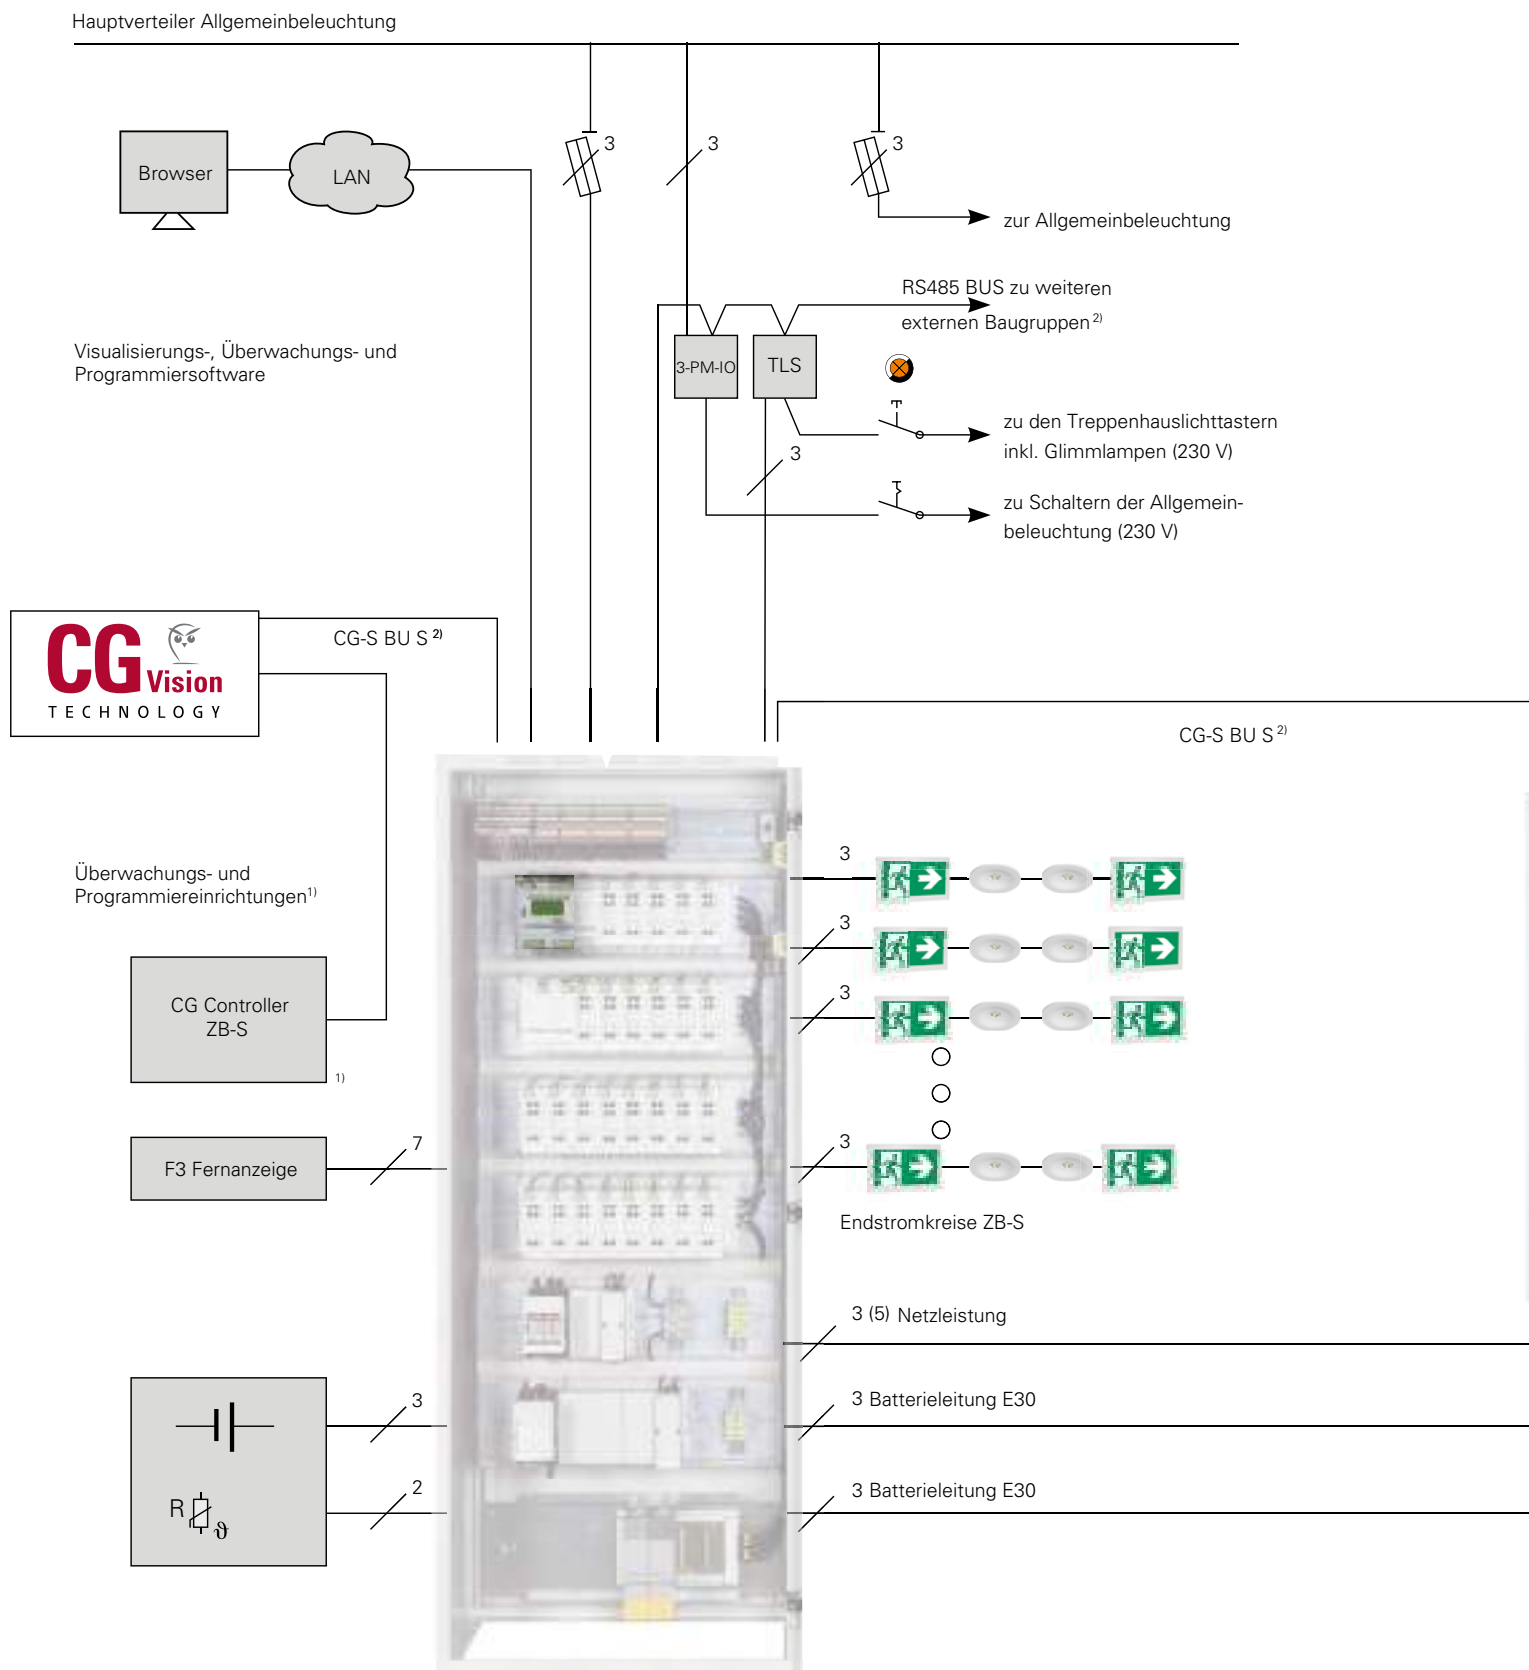 Hauptverteiler Allgemeinbeleuchtung
3
3
3
Browser
LAN
zur Allgemeinbeleuchtung
RS485 BUS zu weiteren
externen Baugruppen 2)
Visualisierungs-, Überwachungs- und
Programmiersoftware
3-PM-IO
TLS
zu den Treppenhauslichttastern
inkl. Glimmlampen (230 V)
3
zu Schaltern der Allgemein-
beleuchtung (230 V)
CG-S BU S 2)
CG
Vision
TECHNOLOGY
CG-S BU S 2)
3
Überwachungs- und
Programmiereinrichtungen1)
3
3
CG Controller
ZB-S
1)
7
3
F3 Fernanzeige
Endstromkreise ZB-S
3 (5) Netzleistung
3
3 Batterieleitung E30
2
3 Batterieleitung E30
R
ϑ